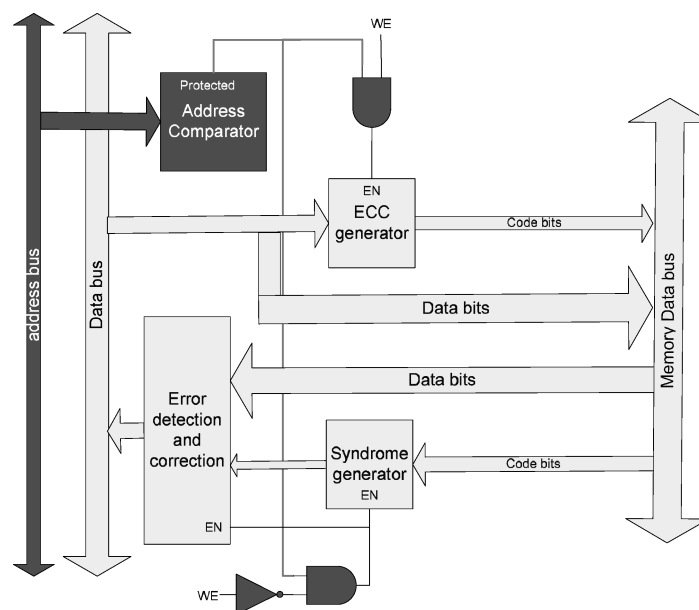 WE
Protected
Address
Comparator
EN
ECC
generator
Code bits
address bus
Data bus
Data bits
Memory Data bus
Data bits
Error
detection
and
correction
Syndrome
generator
Code bits
EN
EN
WE